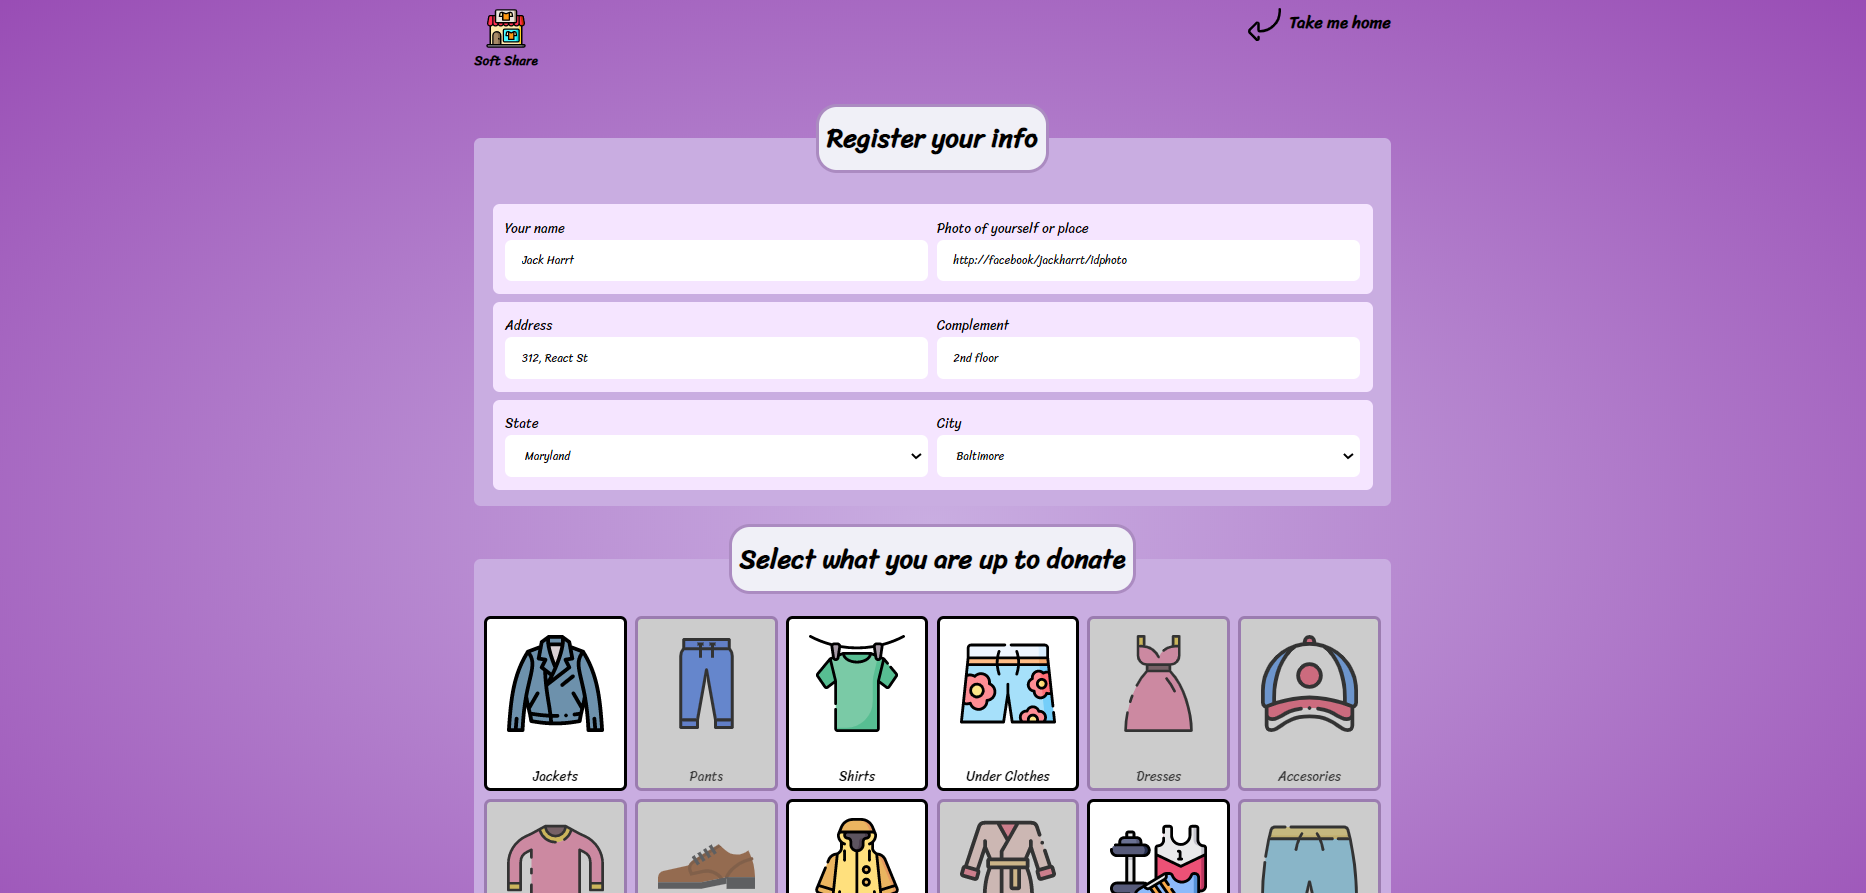 Soft Share
Take me home
Register your info
Your name
Photo of yourself or place
Jack Harrt
http://facebook/jackharrt/idphoto
Address
Complement
312, React St
2nd floor
State
City
Maryland
Baltimore
Select what you are up to donate
Jackets
Pants
Shirts
Under Clothes
Dresses
Accesories
1